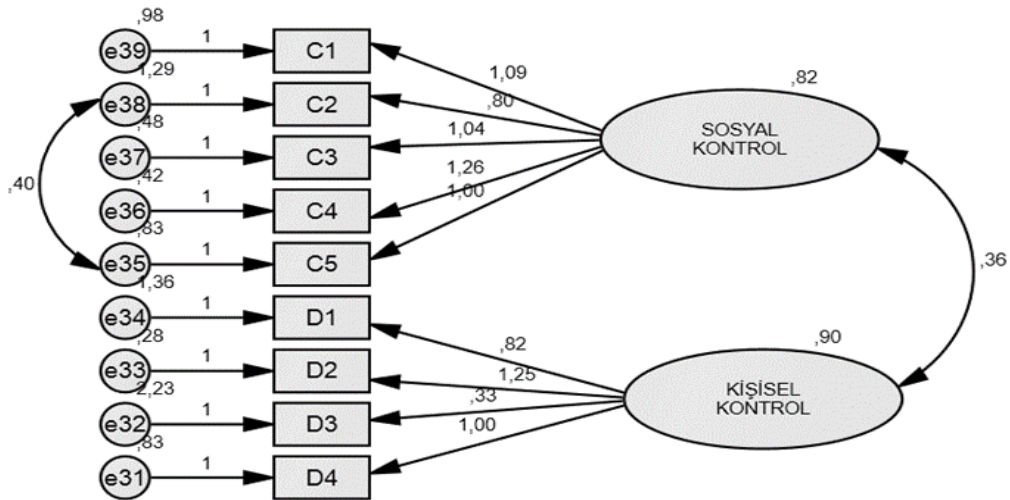 ,98
e39
1
C1
1,09
1,29
e38
1
C2
,80
,48
e37
1
C3
1,04
,42
e36
1
C4
1,26
,83
e35
1
C5
1,00
,40
,82
SOSYAL
KONTROL
,36
1,36
e34
1
D1
,82
,28
e33
1
D2
1,25
2,23
e32
1
D3
,33
,83
e31
1
D4
1,00
,90
KİŞİSEL
KONTROL